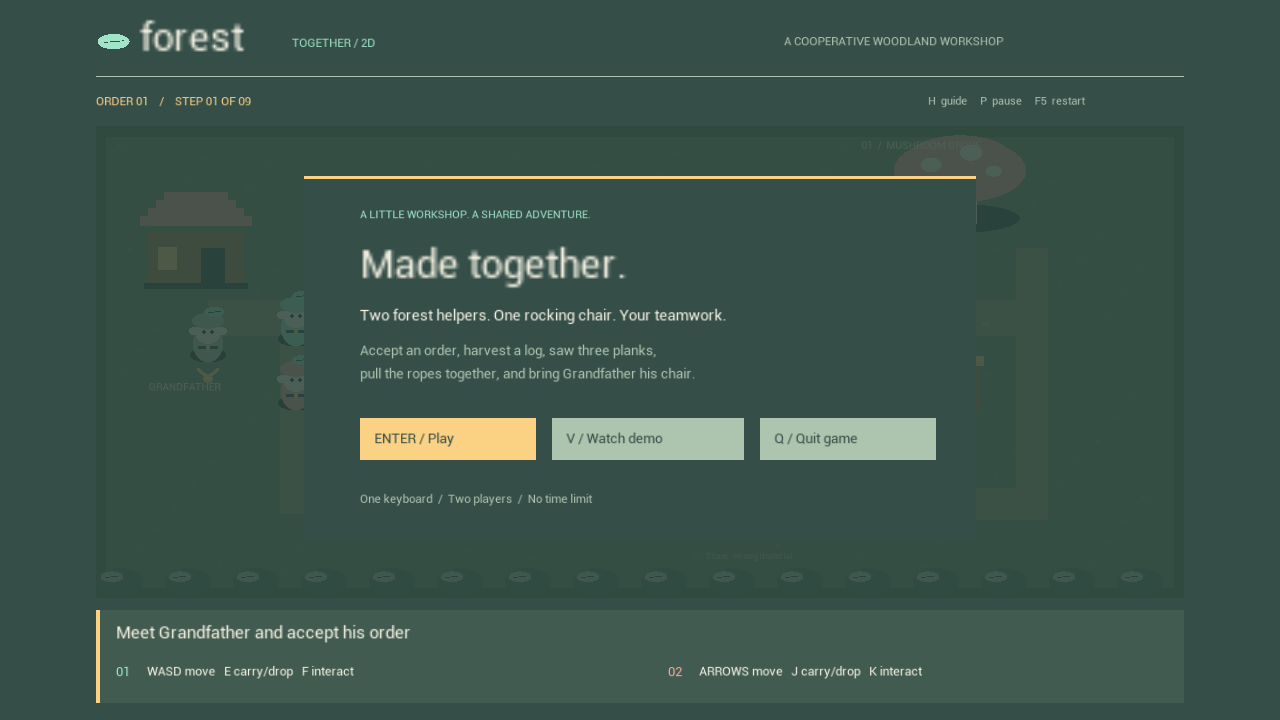 forest
TOGETHER / 2D
A COOPERATIVE WOODLAND WORKSHOP
ORDER 01 / STEP 01 OF 09
H guide P pause F5 restart
01 / MUSHROOM
GRANDFATHER
A LITTLE WORKSHOP. A SHARED ADVENTURE.
Made together.
Two forest helpers. One rocking chair. Your teamwork.
Accept an order, harvest a log, saw three planks,
pull the ropes together, and bring Grandfather his chair.
ENTER / Play
V / Watch demo
Q / Quit game
One keyboard / Two players / No time limit
Meet Grandfather and accept his order
01 WASD move E carry/drop F interact
02 ARROWS move J carry/drop K interact